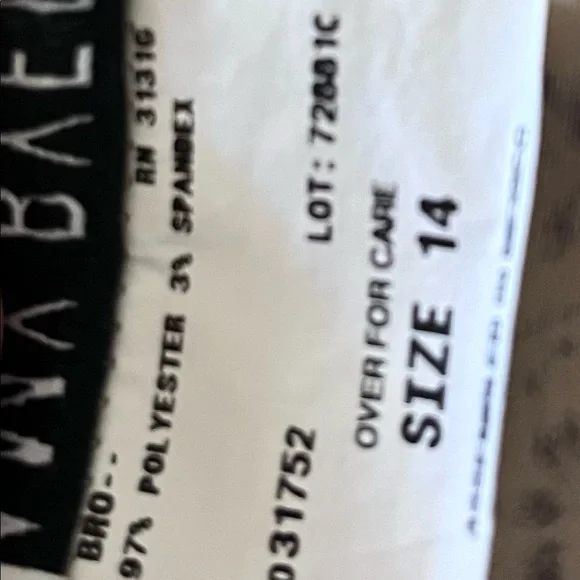 RN 31316
BRO--
97% POLYESTER 3% SPANDEX
LOT: 72881C
031752
OVER FOR CARE
SIZE 14